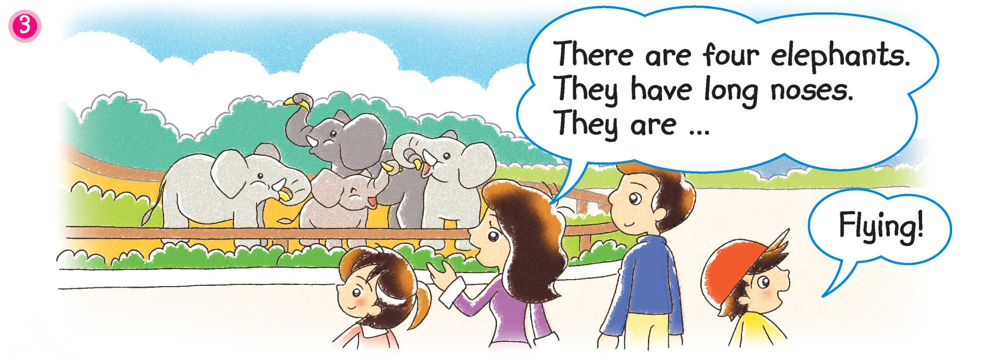 3
There are four elephants.
They have long noses.
They are ...
Flying!